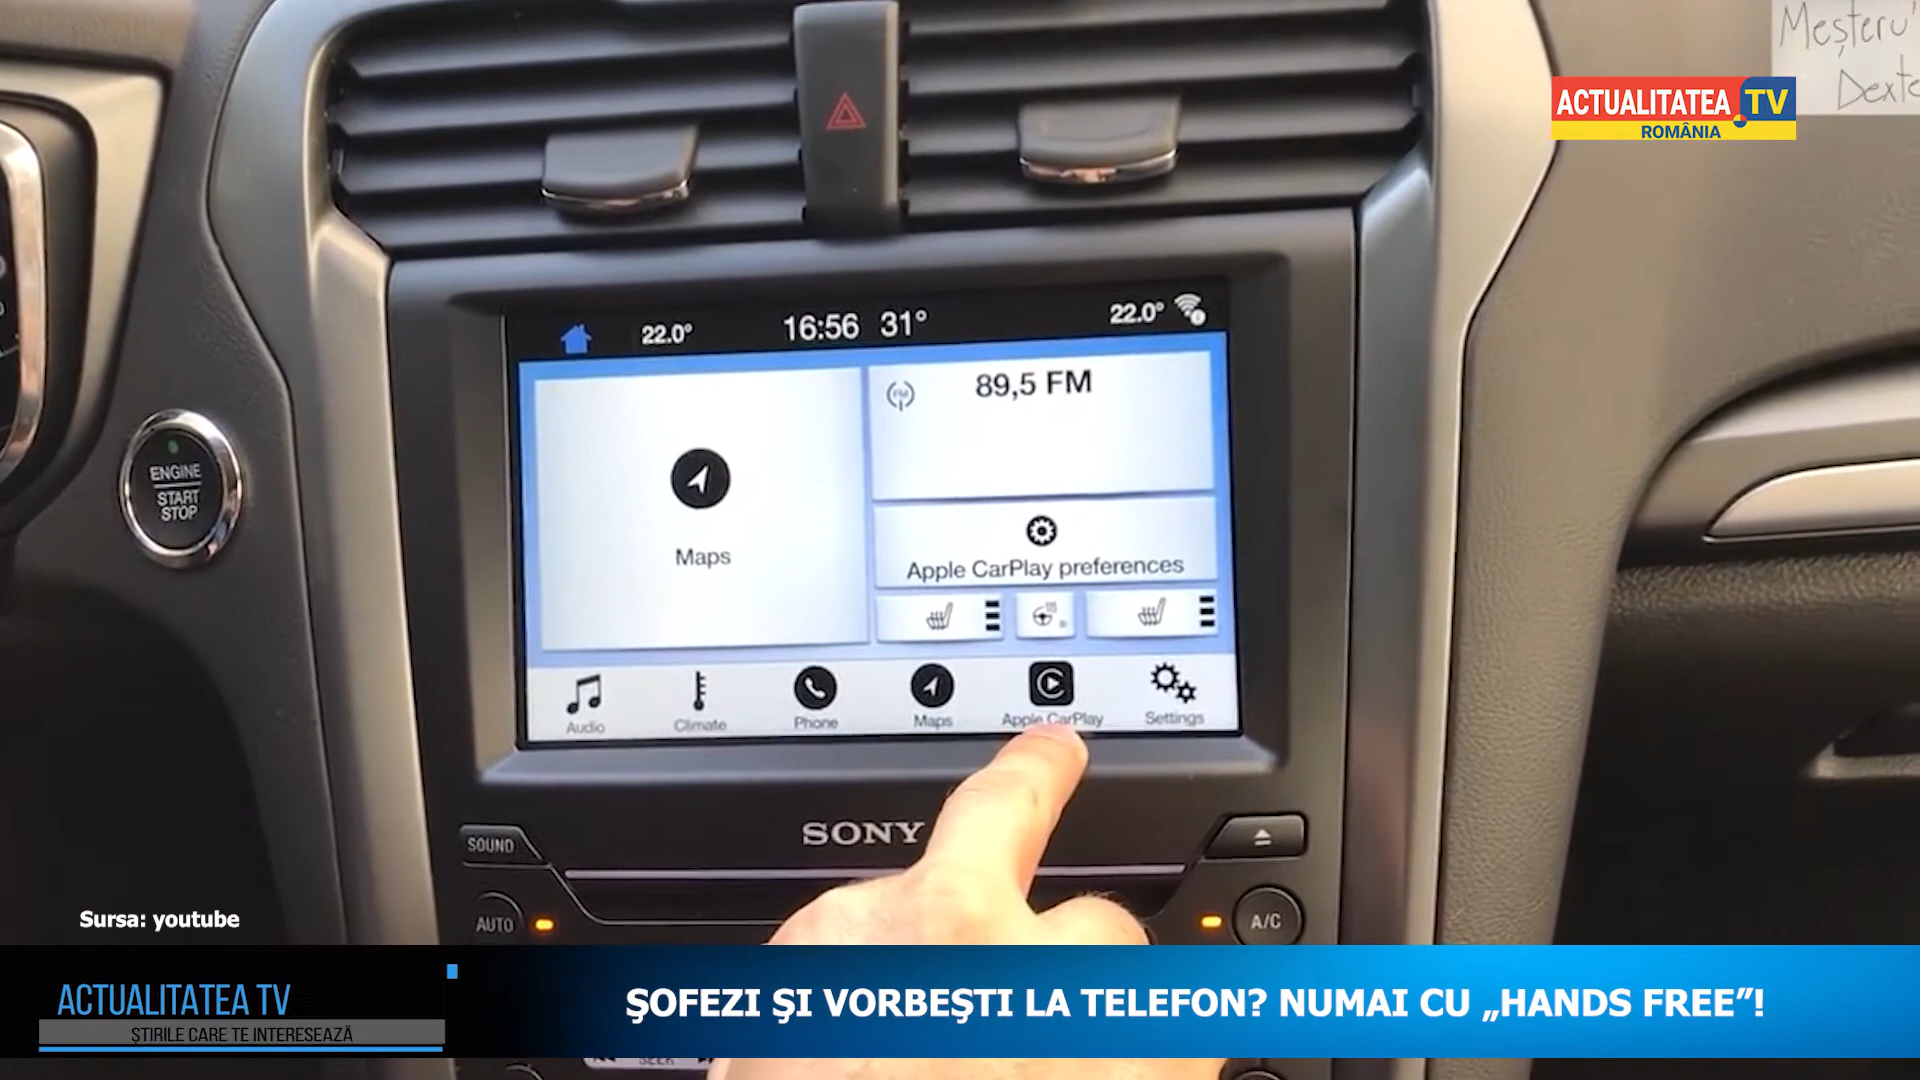 Meșteru'
ACTUALITATEA.TV
ROMÂNIA
22.0°
16:56 31°
22.0°
FM
89,5 FM
Maps
Apple CarPlay preferences
Audio
Climate
Phone
Maps
Apple CarPlay
Settings
ENGINE
START
STOP
SONY
SOUND
AUTO
A/C
Sursa: youtube
ACTUALITATEA TV
ȘTIRILE CARE TE INTERESEAZĂ
ŞOFEZI ŞI VORBEŞTI LA TELEFON? NUMAI CU „HANDS FREE”!
SEEK